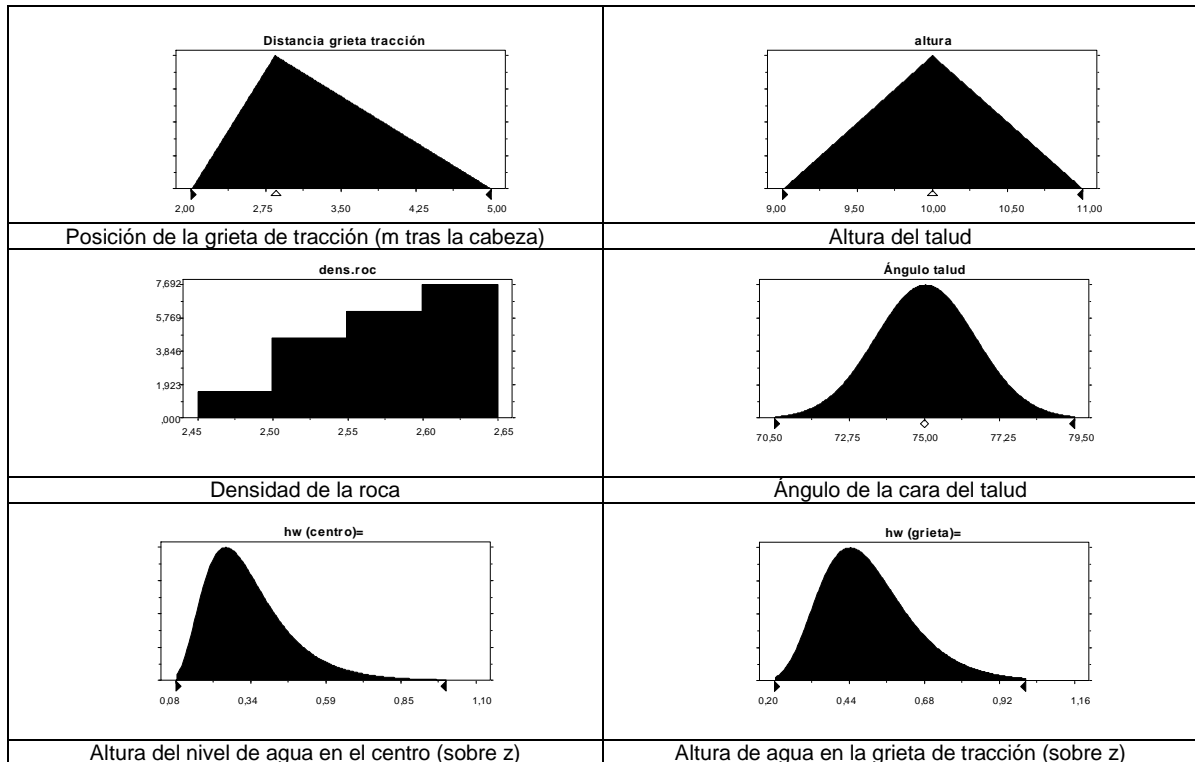 Distancia grieta tracción
2,00 2,75 3,50 4,25 5,00
Posición de la grieta de tracción (m tras la cabeza)
altura
9,00 9,50 10,00 10,50 11,00
Altura del talud
dens.roc
7,692
5,769
3,846
1,923
,000
2,45 2,50 2,55 2,60 2,65
Densidad de la roca
Ángulo talud
70,50 72,75 75,00 77,25 79,50
Ángulo de la cara del talud
hw (centro)=
0,08 0,34 0,59 0,85 1,10
Altura del nivel de agua en el centro (sobre z)
hw (grieta)=
0,20 0,44 0,68 0,92 1,16
Altura de agua en la grieta de tracción (sobre z)